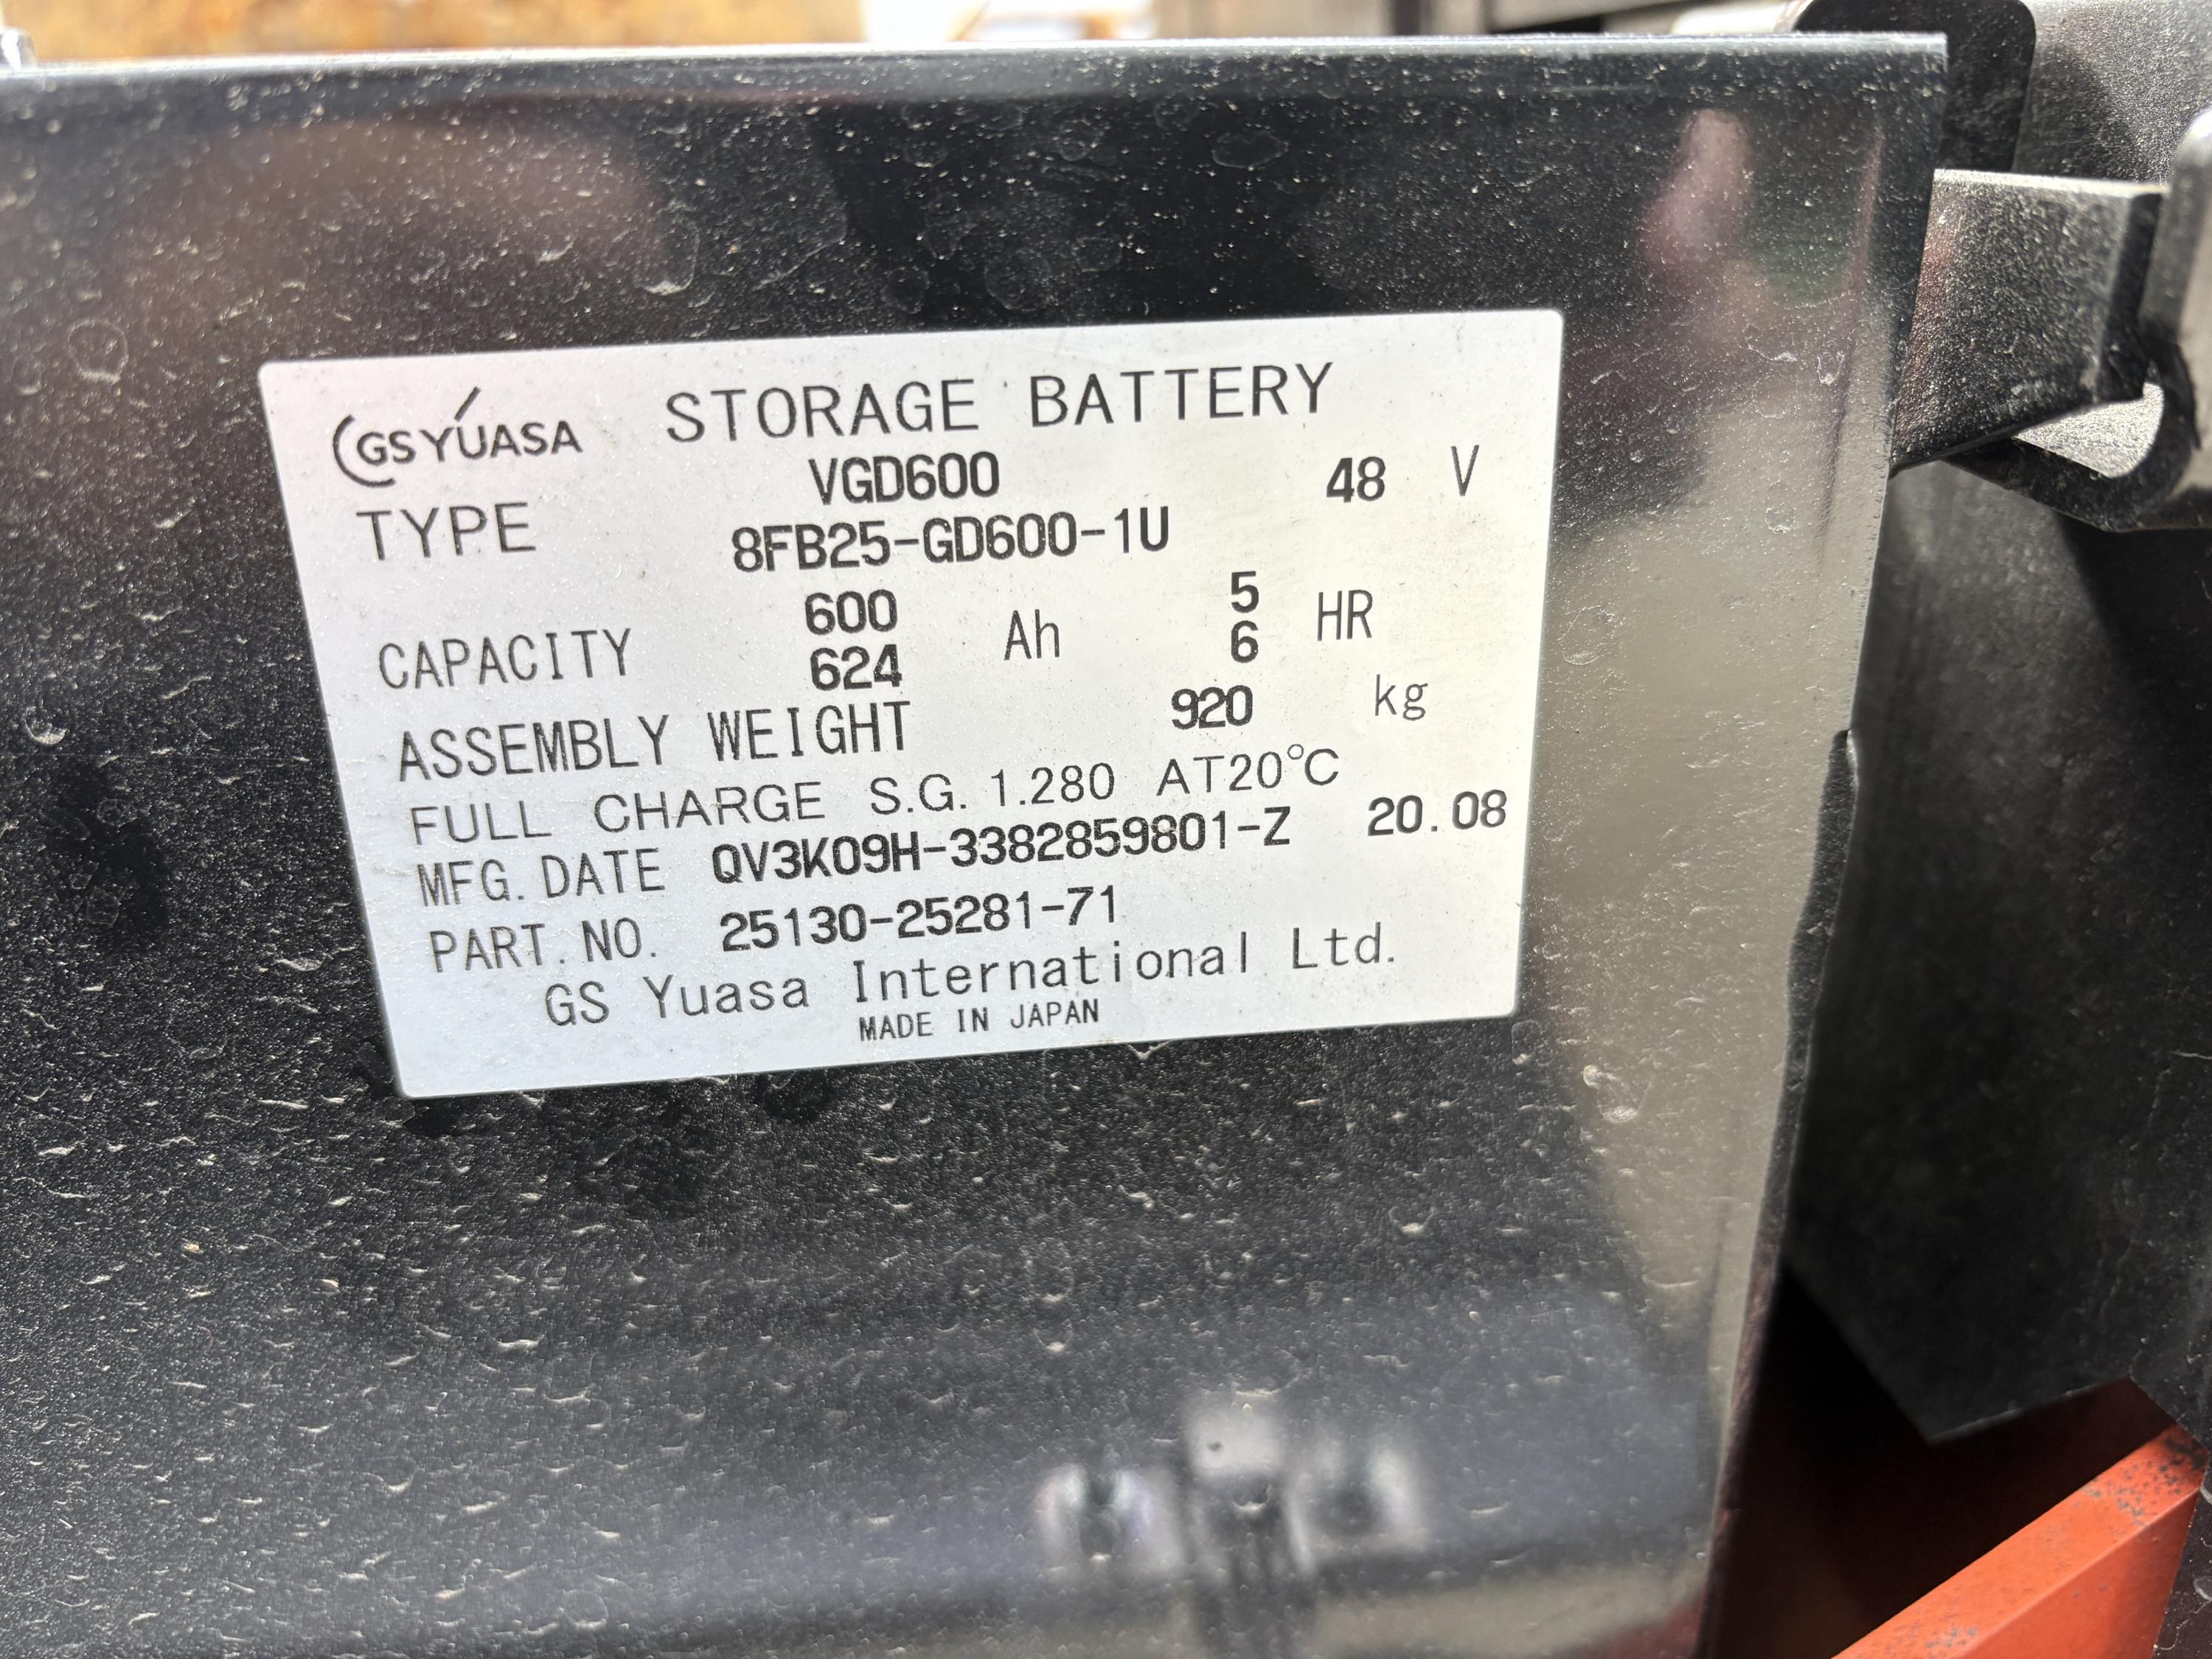 GS YUASA STORAGE BATTERY
TYPE VGD600 48 V
8FB25-GD600-1U
CAPACITY 600 Ah 5 HR
624 6
ASSEMBLY WEIGHT 920 kg
FULL CHARGE S.G. 1.280 AT20℃
MFG. DATE QV3K09H-3382859801-Z 20.08
PART. NO. 25130-25281-71
GS Yuasa International Ltd.
MADE IN JAPAN